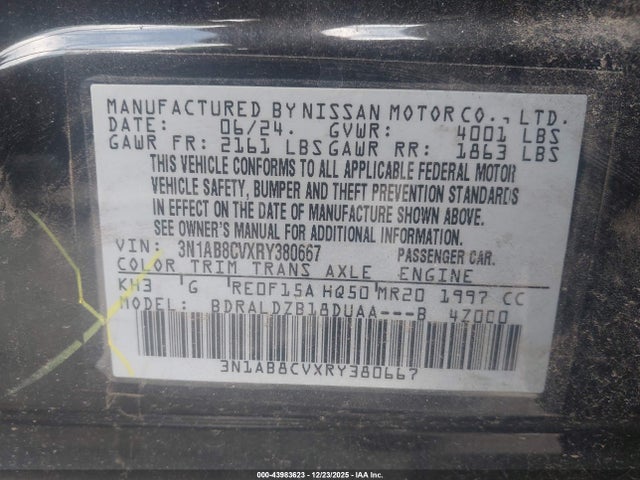 MANUFACTURED BY NISSAN MOTOR CO., LTD.
DATE: 06/24. GVWR: 4001 LBS
GAWR FR: 2161 LBS GAWR RR: 1863 LBS
THIS VEHICLE CONFORMS TO ALL APPLICABLE FEDERAL MOTOR
VEHICLE SAFETY, BUMPER AND THEFT PREVENTION STANDARDS
IN EFFECT ON THE DATE OF MANUFACTURE SHOWN ABOVE.
SEE OWNER'S MANUAL FOR ADDITIONAL INFORMATION.
VIN: 3N1AB8CVXRY380667 PASSENGER CAR.
COLOR TRIM TRANS AXLE ENGINE
KH3 G RE0F15A HQ50 MR20 1997 CC
MODEL: BDRALDZB18DUAA---B 4Z000
3N1AB8CVXRY380667
000-43983623 - 12/23/2025 - IAA Inc.